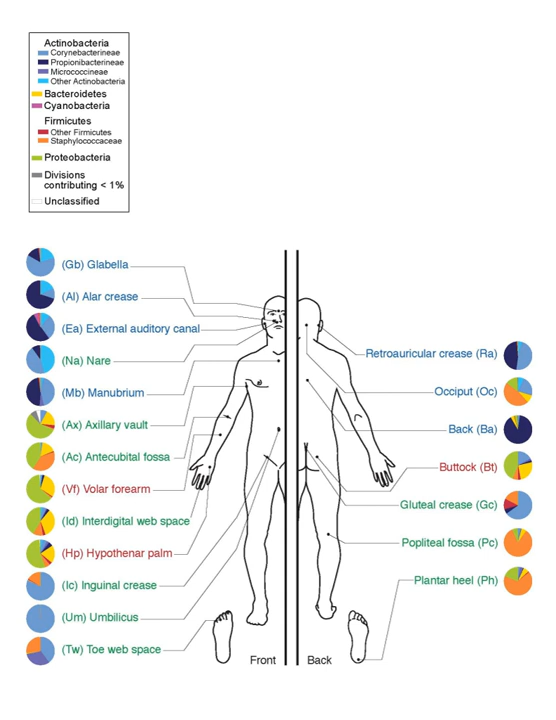 Actinobacteria
Corynebacterineae
Propionibacterineae
Micrococcineae
Other Actinobacteria
Bacteroidetes
Cyanobacteria
Firmicutes
Other Firmicutes
Staphylococcaceae
Proteobacteria
Divisions
contributing < 1%
Unclassified
(Gb) Glabella
(Al) Alar crease
(Ea) External auditory canal
(Na) Nare
(Mb) Manubrium
(Ax) Axillary vault
(Ac) Antecubital fossa
(Vf) Volar forearm
(Id) Interdigital web space
(Hp) Hypothenar palm
(Ic) Inguinal crease
(Um) Umbilicus
(Tw) Toe web space
Retroauricular crease (Ra)
Occiput (Oc)
Back (Ba)
Buttock (Bt)
Gluteal crease (Gc)
Popliteal fossa (Pc)
Plantar heel (Ph)
Front
Back